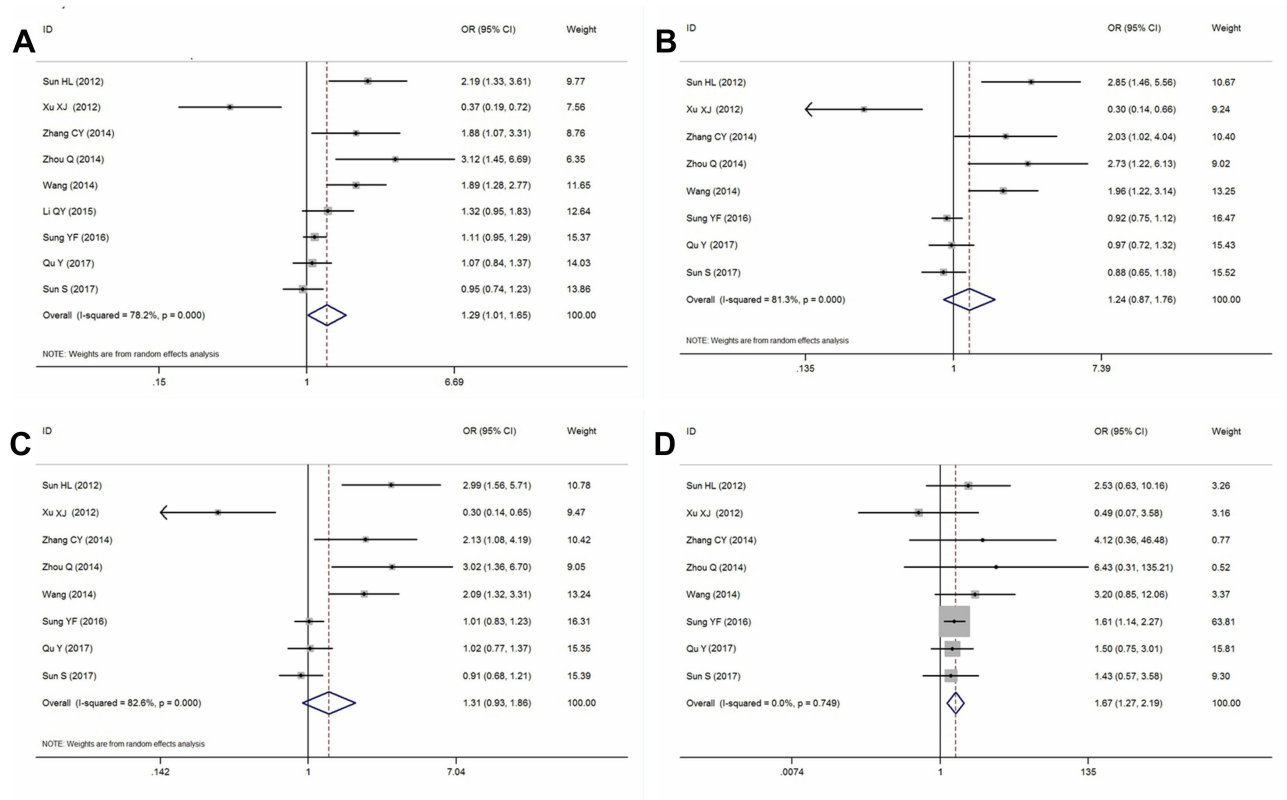 A
ID OR (95% CI) Weight
Sun HL (2012) 2.19 (1.33, 3.61) 9.77
Xu XJ (2012) 0.37 (0.19, 0.72) 7.56
Zhang CY (2014) 1.88 (1.07, 3.31) 8.76
Zhou Q (2014) 3.12 (1.45, 6.69) 6.35
Wang (2014) 1.89 (1.28, 2.77) 11.65
Li QY (2015) 1.32 (0.95, 1.83) 12.64
Sung YF (2016) 1.11 (0.95, 1.29) 15.37
Qu Y (2017) 1.07 (0.84, 1.37) 14.03
Sun S (2017) 0.95 (0.74, 1.23) 13.86
Overall (I-squared = 78.2%, p = 0.000) 1.29 (1.01, 1.65) 100.00
NOTE: Weights are from random effects analysis
.15 1 6.69
B
ID OR (95% CI) Weight
Sun HL (2012) 2.85 (1.46, 5.56) 10.67
Xu XJ (2012) 0.30 (0.14, 0.66) 9.24
Zhang CY (2014) 2.03 (1.02, 4.04) 10.40
Zhou Q (2014) 2.73 (1.22, 6.13) 9.02
Wang (2014) 1.96 (1.22, 3.14) 13.25
Sung YF (2016) 0.92 (0.75, 1.12) 16.47
Qu Y (2017) 0.97 (0.72, 1.32) 15.43
Sun S (2017) 0.88 (0.65, 1.18) 15.52
Overall (I-squared = 81.3%, p = 0.000) 1.24 (0.87, 1.76) 100.00
NOTE: Weights are from random effects analysis
.135 1 7.39
C
ID OR (95% CI) Weight
Sun HL (2012) 2.99 (1.56, 5.71) 10.78
Xu XJ (2012) 0.30 (0.14, 0.65) 9.47
Zhang CY (2014) 2.13 (1.08, 4.19) 10.42
Zhou Q (2014) 3.02 (1.36, 6.70) 9.05
Wang (2014) 2.09 (1.32, 3.31) 13.24
Sung YF (2016) 1.01 (0.83, 1.23) 16.31
Qu Y (2017) 1.02 (0.77, 1.37) 15.35
Sun S (2017) 0.91 (0.68, 1.21) 15.39
Overall (I-squared = 82.6%, p = 0.000) 1.31 (0.93, 1.86) 100.00
NOTE: Weights are from random effects analysis
.142 1 7.04
D
ID OR (95% CI) Weight
Sun HL (2012) 2.53 (0.63, 10.16) 3.26
Xu XJ (2012) 0.49 (0.07, 3.58) 3.16
Zhang CY (2014) 4.12 (0.36, 46.48) 0.77
Zhou Q (2014) 6.43 (0.31, 135.21) 0.52
Wang (2014) 3.20 (0.85, 12.06) 3.37
Sung YF (2016) 1.61 (1.14, 2.27) 63.81
Qu Y (2017) 1.50 (0.75, 3.01) 15.81
Sun S (2017) 1.43 (0.57, 3.58) 9.30
Overall (I-squared = 0.0%, p = 0.749) 1.67 (1.27, 2.19) 100.00
.0074 1 135